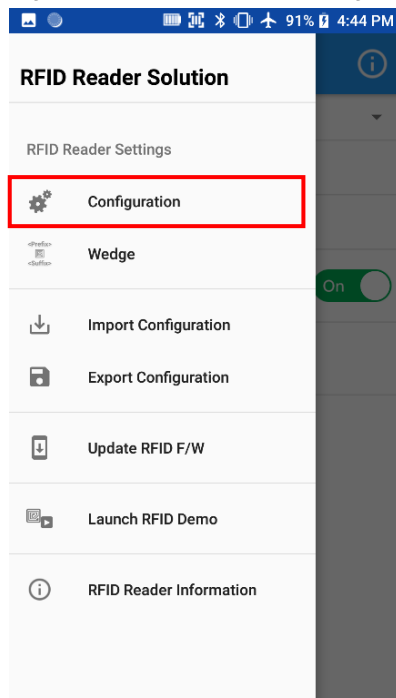 91% 4:44 PM
RFID Reader Solution
RFID Reader Settings
Configuration
<Prefix>
<Suffix>
Wedge
On
Import Configuration
Export Configuration
Update RFID F/W
Launch RFID Demo
RFID Reader Information